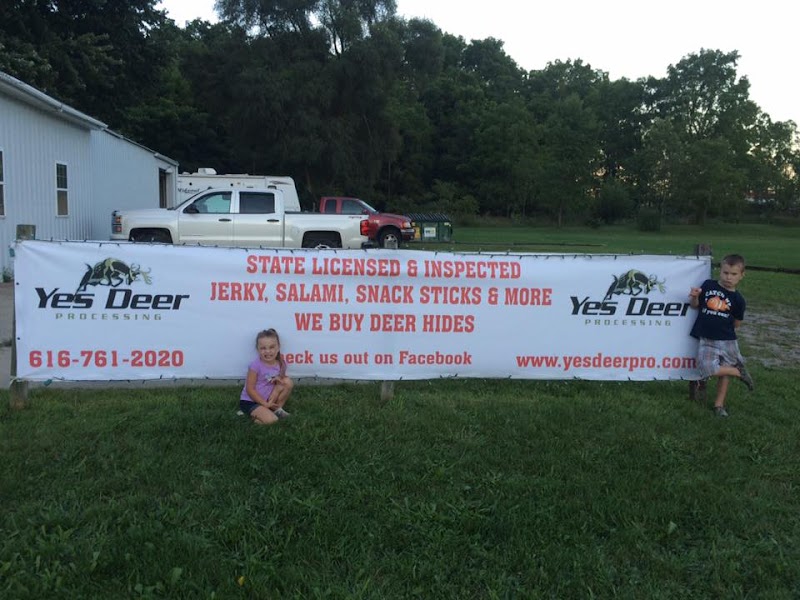 Yes Deer
PROCESSING
616-761-2020
STATE LICENSED & INSPECTED
JERKY, SALAMI, SNACK STICKS & MORE
WE BUY DEER HIDES
eck us out on Facebook
Yes Deer
PROCESSING
www.yesdeerpro.com